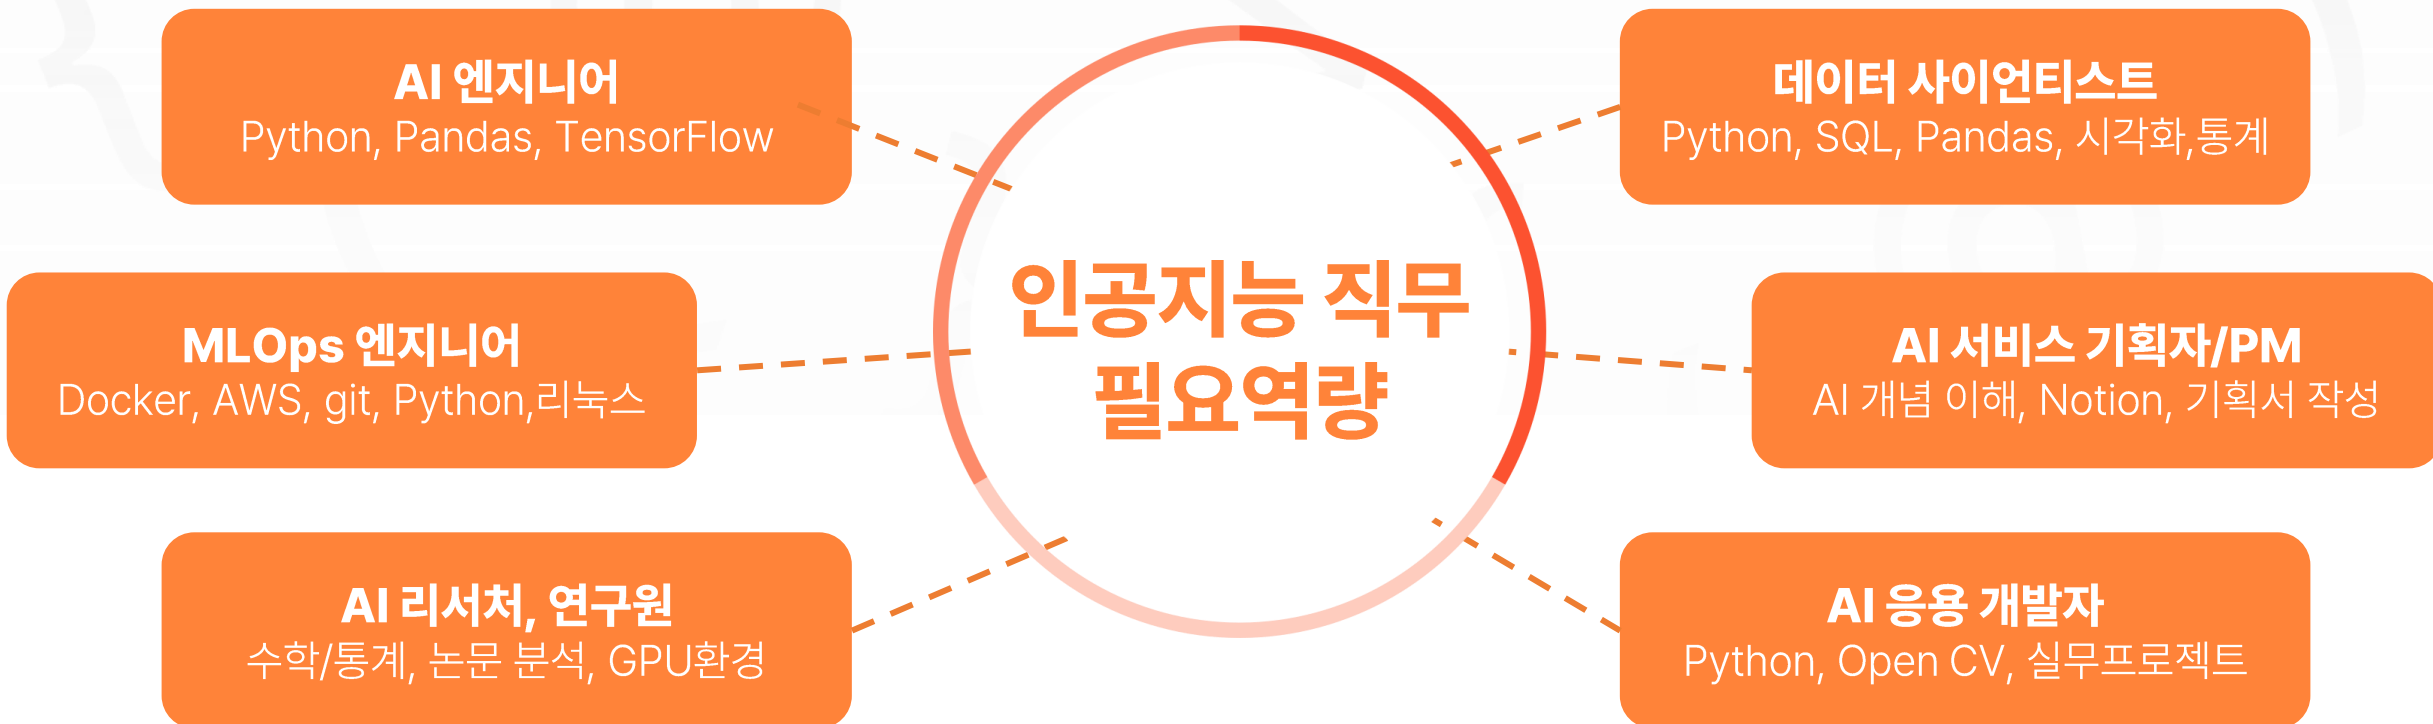 AI 엔지니어
Python, Pandas, TensorFlow
데이터 사이언티스트
Python, SQL, Pandas, 시각화,통계
인공지능 직무
필요역량
MLOps 엔지니어
Docker, AWS, git, Python,리눅스
AI 서비스 기획자/PM
AI 개념 이해, Notion, 기획서 작성
AI 리서처, 연구원
수학/통계, 논문 분석, GPU환경
AI 응용 개발자
Python, Open CV, 실무프로젝트